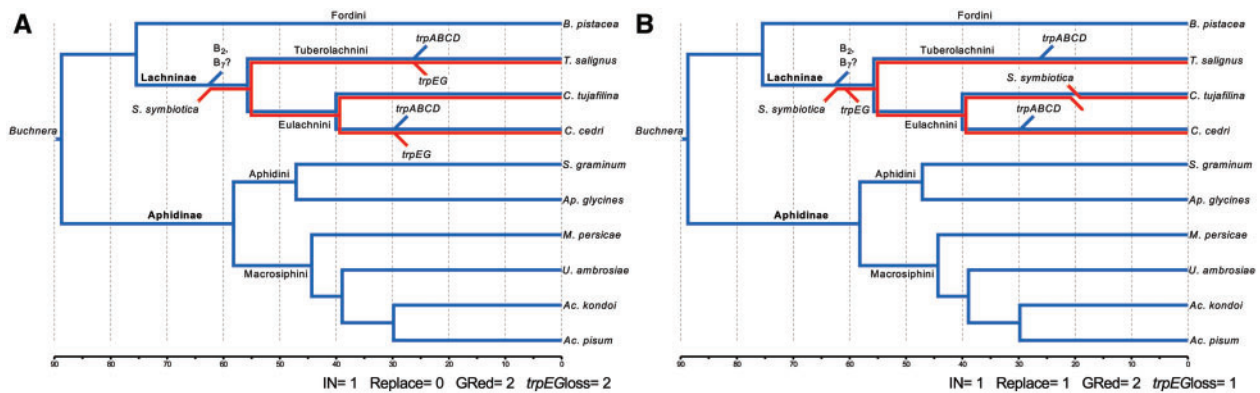 A
Fordini
B. pistacea
B₂,
B₇?
trpABCD
Tuberolachnini
T. salignus
Lachninae
trpEG
S. symbiotica
C. tujafilina
trpABCD
Eulachnini
C. cedri
Buchnera
trpEG
S. graminum
Aphidini
Ap. glycines
Aphidinae
M. persicae
Macrosiphini
U. ambrosiae
Ac. kondoi
Ac. pisum
90 80 70 60 50 40 30 20 10 0
IN= 1 Replace= 0 GRed= 2 trpEGloss= 2
B
Fordini
B. pistacea
B₂,
B₇?
trpABCD
Tuberolachnini
T. salignus
Lachninae
S. symbiotica
S. symbiotica
trpEG
C. tujafilina
trpABCD
Eulachnini
C. cedri
Buchnera
S. graminum
Aphidini
Ap. glycines
Aphidinae
M. persicae
Macrosiphini
U. ambrosiae
Ac. kondoi
Ac. pisum
90 80 70 60 50 40 30 20 10 0
IN= 1 Replace= 1 GRed= 2 trpEGloss= 1